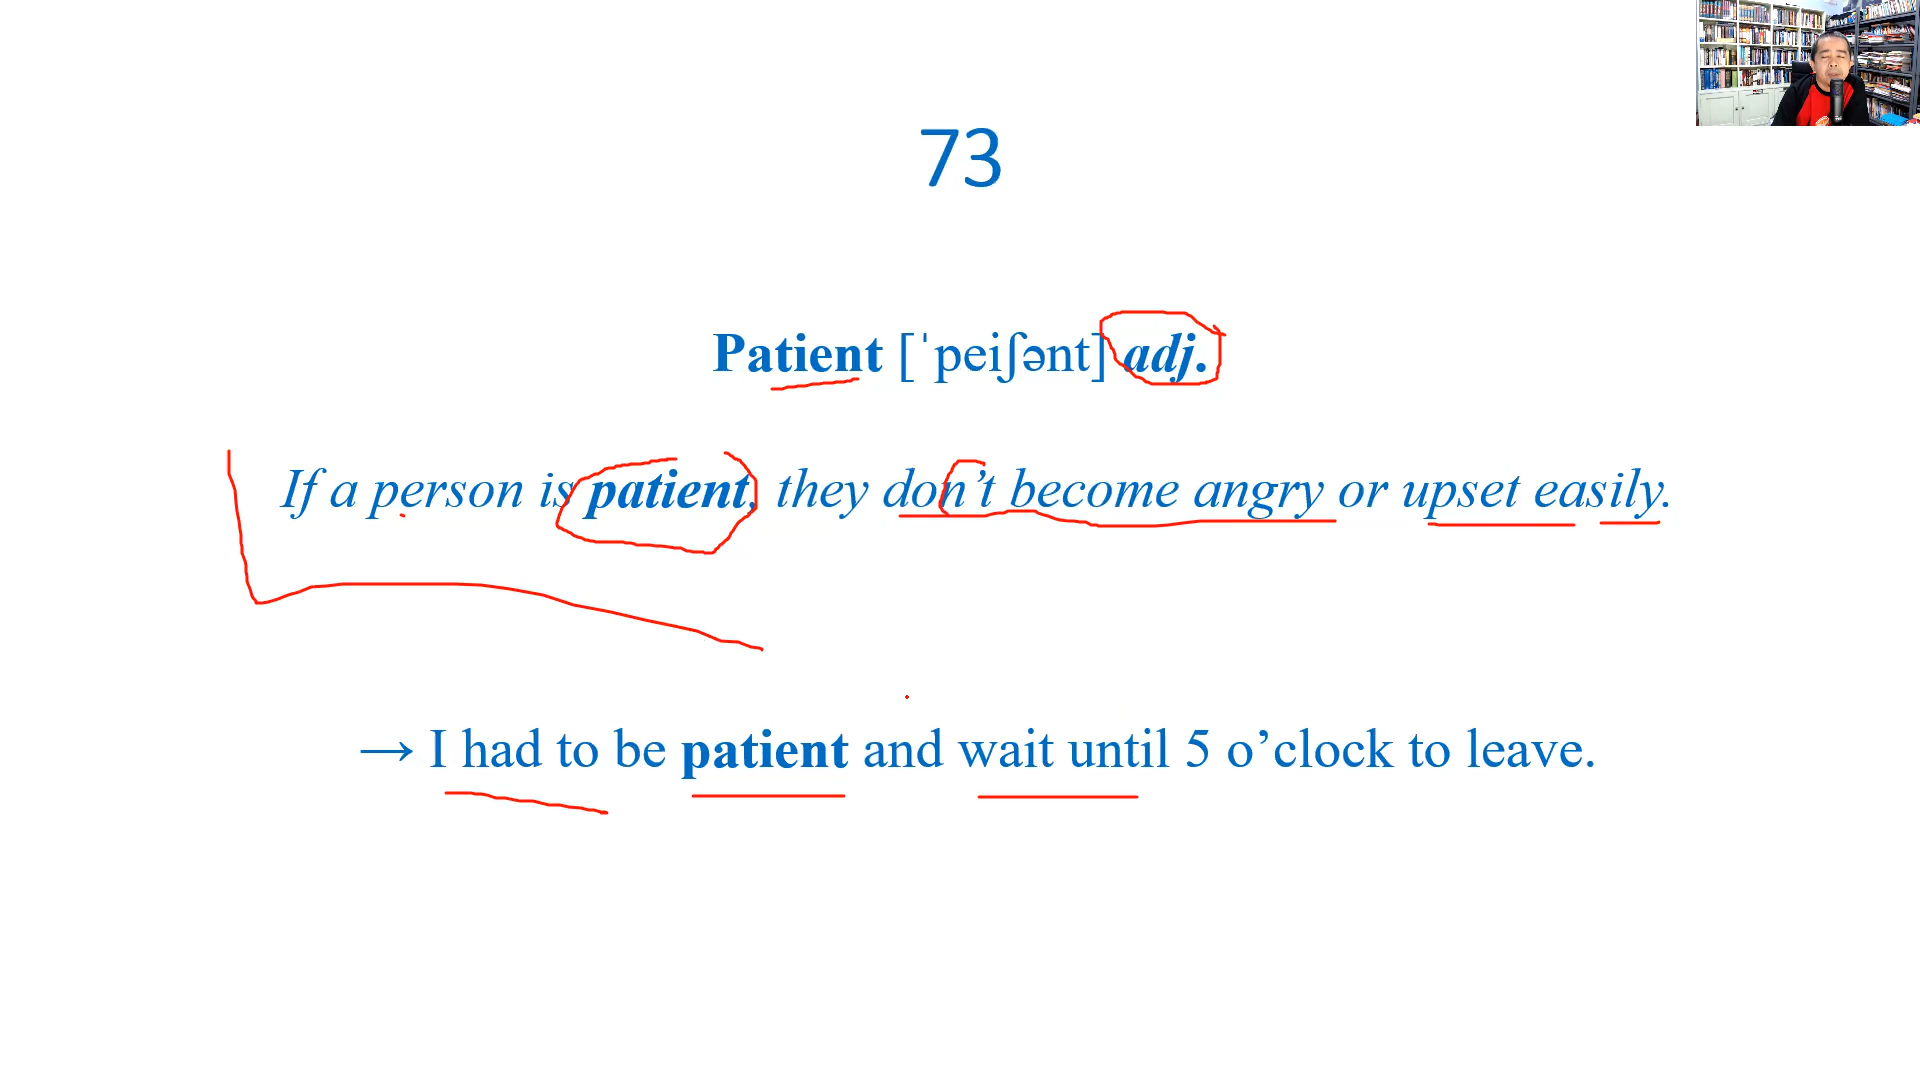 73
Patient [ˈpeiʃənt] adj.
If a person is patient, they don’t become angry or upset easily.
→ I had to be patient and wait until 5 o’clock to leave.